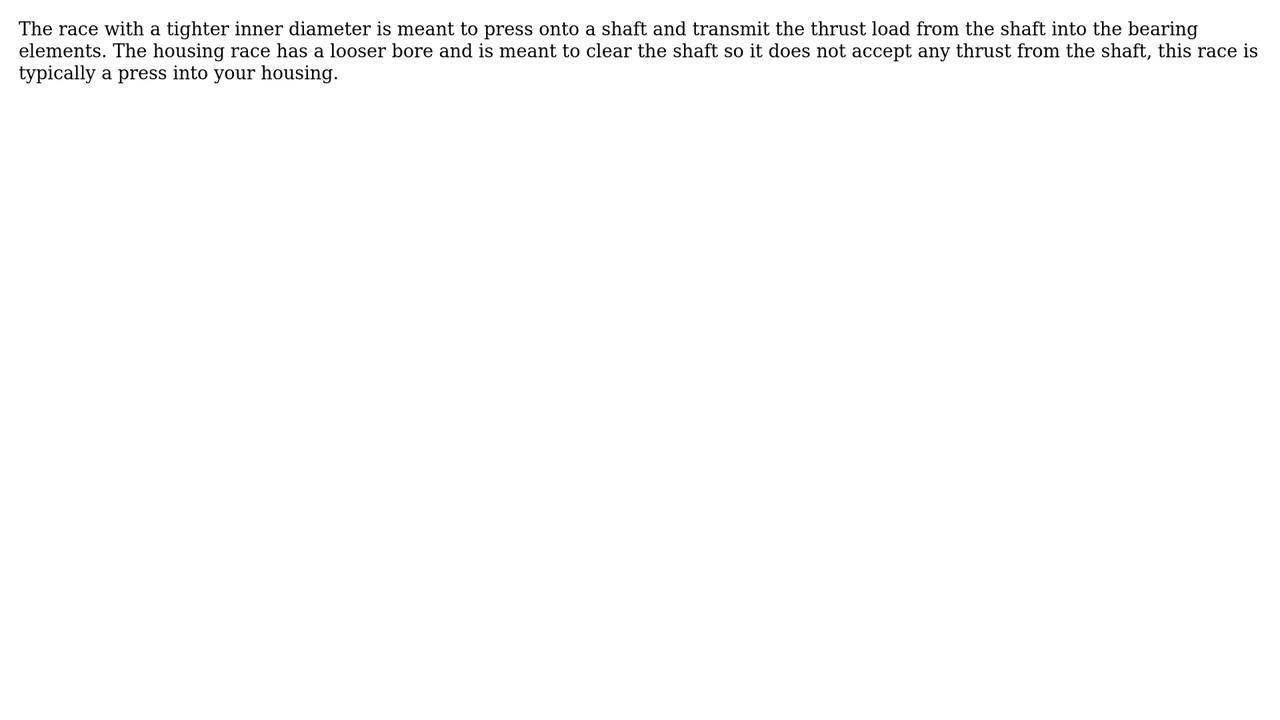 The race with a tighter inner diameter is meant to press onto a shaft and transmit the thrust load from the shaft into the bearing
elements. The housing race has a looser bore and is meant to clear the shaft so it does not accept any thrust from the shaft, this race is
typically a press into your housing.